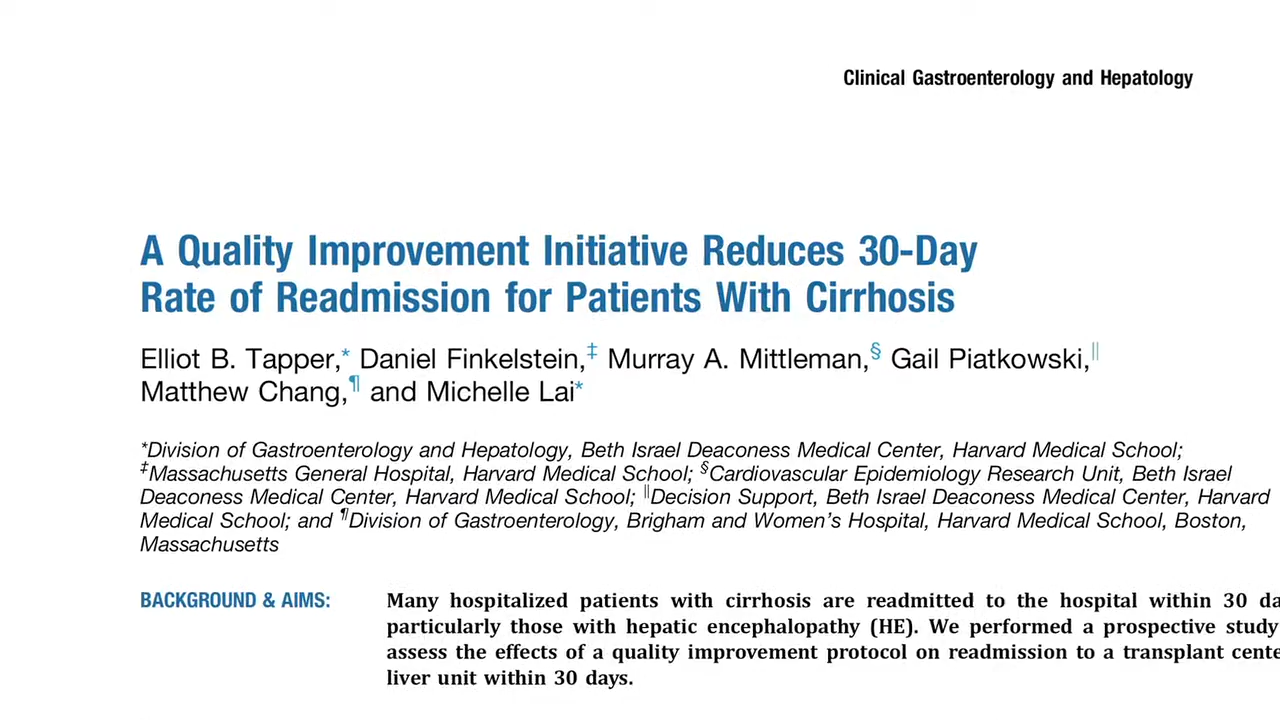 Clinical Gastroenterology and Hepatology
A Quality Improvement Initiative Reduces 30-Day
Rate of Readmission for Patients With Cirrhosis
Elliot B. Tapper,* Daniel Finkelstein,‡ Murray A. Mittleman,§ Gail Piatkowski,‖
Matthew Chang,¶ and Michelle Lai*
*Division of Gastroenterology and Hepatology, Beth Israel Deaconess Medical Center, Harvard Medical School;
‡Massachusetts General Hospital, Harvard Medical School; §Cardiovascular Epidemiology Research Unit, Beth Israel
Deaconess Medical Center, Harvard Medical School; ‖Decision Support, Beth Israel Deaconess Medical Center, Harvard
Medical School; and ¶Division of Gastroenterology, Brigham and Women's Hospital, Harvard Medical School, Boston,
Massachusetts
BACKGROUND & AIMS: Many hospitalized patients with cirrhosis are readmitted to the hospital within 30
particularly those with hepatic encephalopathy (HE). We performed a prospective study
assess the effects of a quality improvement protocol on readmission to a transplant
liver unit within 30 days.